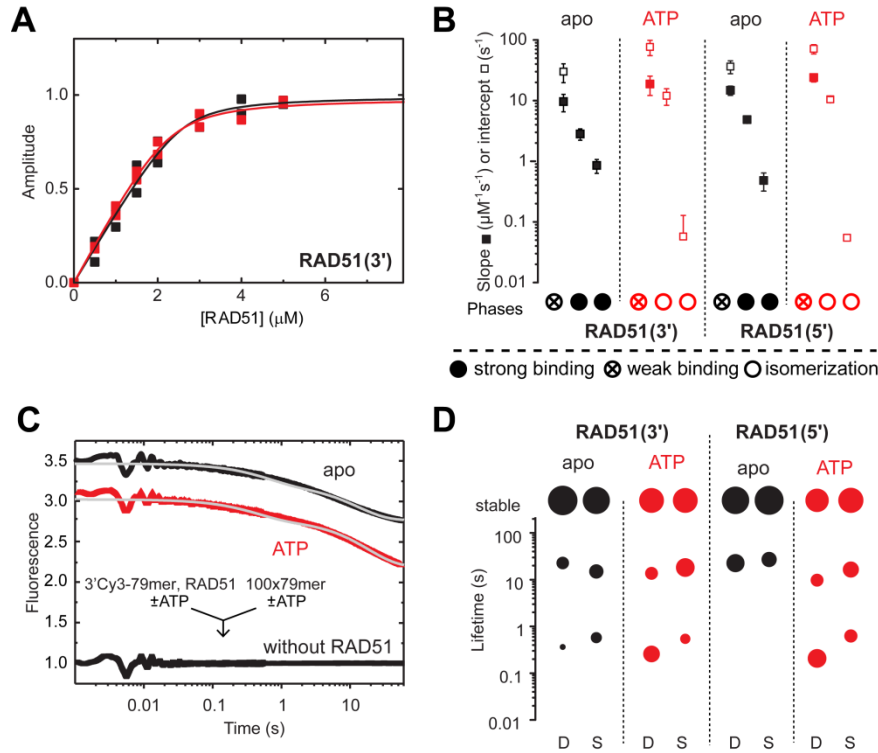 A
Amplitude
1.0
0.5
0.0
0
2
4
6
[RAD51] (μM)
RAD51(3')
B
apo
ATP
apo
ATP
Slope ■ (μM⁻¹s⁻¹) or intercept □ (s⁻¹)
100
10
1
0.1
0.01
Phases
RAD51(3')
RAD51(5')
strong binding
weak binding
isomerization
C
Fluorescence
3.5
3.0
2.5
2.0
1.5
1.0
apo
ATP
3'Cy3-79mer, RAD51
±ATP
100x79mer
±ATP
without RAD51
0.01
0.1
1
10
Time (s)
D
RAD51(3')
RAD51(5')
apo
ATP
apo
ATP
stable
Lifetime (s)
100
10
1
0.1
0.01
D
S
D
S
D
S
D
S